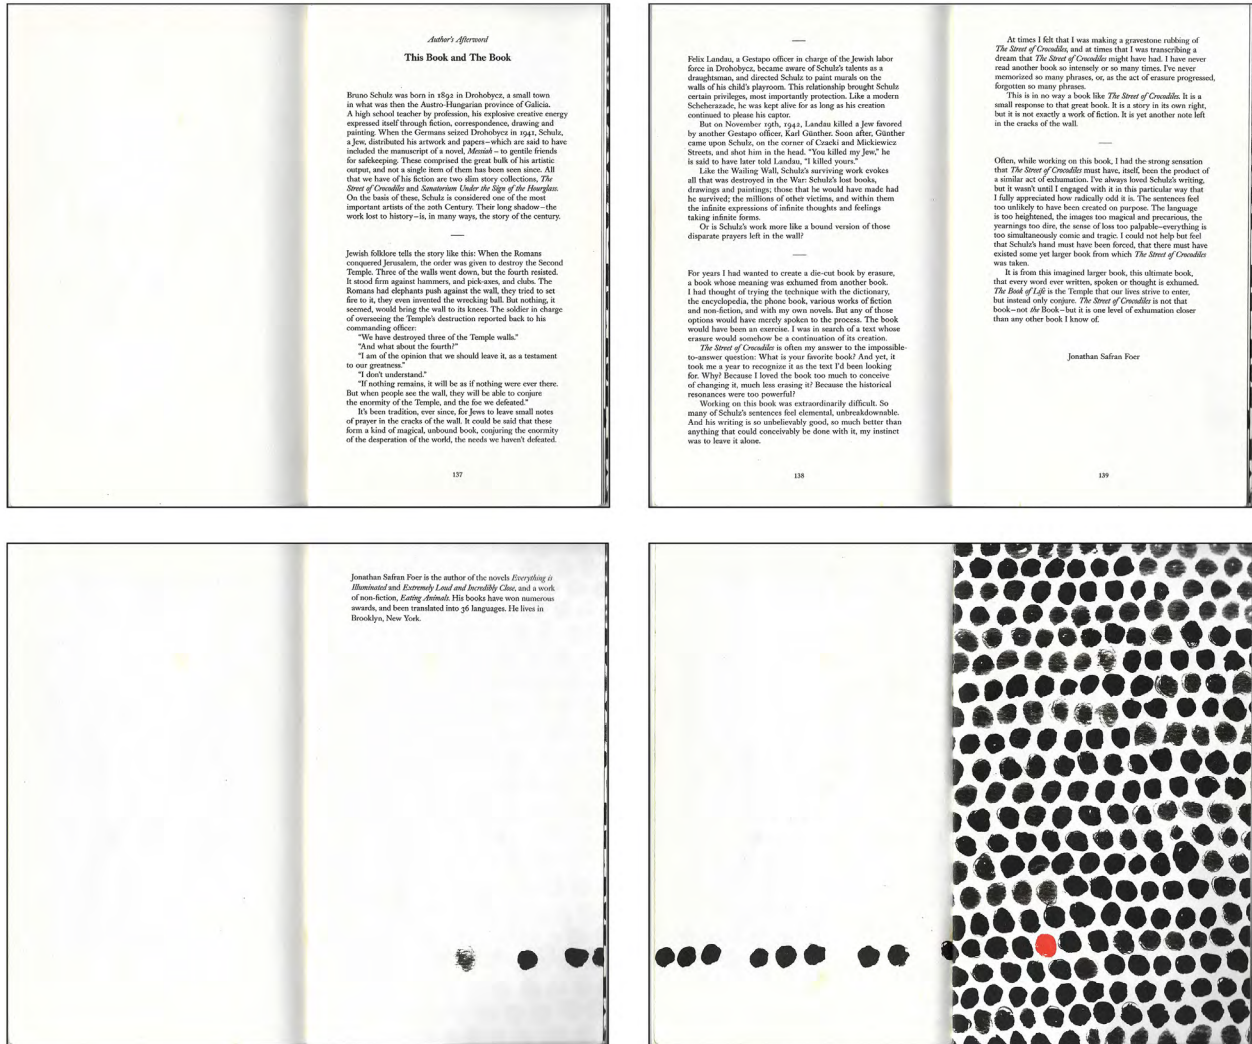 Author's Afterword
This Book and The Book
Bruno Schulz was born in 1892 in Drohobycz, a small town
in what was then the Austro-Hungarian province of Galicia.
A high school teacher by profession, his explosive creative energy
expressed itself through fiction, correspondence, drawing and
painting. When the Germans seized Drohobycz in 1941, Schulz,
a Jew, distributed his artwork and papers—which are said to have
included the manuscript of a novel, Messiah—to gentile friends
for safekeeping. These comprised the great bulk of his artistic
output, and not a single item of them has been seen since. All
that we have of his fiction are two slim story collections, The
Street of Crocodiles and Sanatorium Under the Sign of the Hourglass.
On the basis of these, Schulz is considered one of the most
important artists of the 20th Century. Their long shadow—the
work lost to history—is, in many ways, the story of the century.
Jewish folklore tells the story like this: When the Romans
conquered Jerusalem, the order was given to destroy the Second
Temple. Three of the walls went down, but the fourth resisted.
It stood firm against hammers, and pick-axes, and clubs. The
Romans had elephants push against the wall, they tried to set
fire to it, they even invented the wrecking ball. But nothing, it
seemed, would bring the wall to its knees. The soldier in charge
of overseeing the Temple's destruction reported back to his
commanding officer:
"We have destroyed three of the Temple walls."
"And what about the fourth?"
"I am of the opinion that we should leave it, as a testament
to our greatness."
"I don't understand."
"If nothing remains, it will be as if nothing were ever there.
But when people see the wall, they will be able to conjure
the enormity of the Temple, and the foe we defeated."
It's been tradition, ever since, for Jews to leave small notes
of prayer in the cracks of the wall. It could be said that these
form a kind of magical, unbound book, conjuring the enormity
of the desperation of the world, the needs we haven't defeated.
137
Felix Landau, a Gestapo officer in charge of the Jewish labor
force in Drohobycz, became aware of Schulz's talents as a
draughtsman, and directed Schulz to paint murals on the
walls of his child's playroom. This relationship brought Schulz
certain privileges, most importantly protection. Like a modern
Scheherazade, he was kept alive for as long as his creation
continued to please his captor.
But on November 19th, 1942, Landau killed a Jew favored
by another Gestapo officer, Karl Günther. Soon after, Günther
came upon Schulz, on the corner of Czacki and Mickiewicz
Streets, and shot him in the head. "You killed my Jew," he
is said to have later told Landau, "I killed yours."
Like the Wailing Wall, Schulz's surviving work evokes
all that was destroyed in the War: Schulz's lost books,
drawings and paintings; those that he would have made had
he survived; the millions of other victims, and within them
the infinite expressions of infinite thoughts and feelings
taking infinite forms.
Or is Schulz's work more like a bound version of those
disparate prayers left in the wall?
For years I had wanted to create a die-cut book by erasure,
a book whose meaning was exhumed from another book.
I had thought of trying the technique with the dictionary,
the encyclopedia, the phone book, various works of fiction
and non-fiction, and with my own novels. But any of those
options would have merely spoken to the process. The book
would have been an exercise. I was in search of a text whose
erasure would somehow be a continuation of its creation.
The Street of Crocodiles is often my answer to the impossible-
to-answer question: What is your favorite book? And yet, it
took me a year to recognize it as the text I'd been looking
for. Why? Because I loved the book too much to conceive
of changing it, much less erasing it? Because the historical
resonances were too powerful?
Working on this book was extraordinarily difficult. So
many of Schulz's sentences feel elemental, unbreakdownable.
And his writing is so unbelievably good, so much better than
anything that could conceivably be done with it, my instinct
was to leave it alone.
138
At times I felt that I was making a gravestone rubbing of
The Street of Crocodiles, and at times that I was transcribing a
dream that The Street of Crocodiles might have had. I have never
read another book so intensely or so many times. I've never
memorized so many phrases, or, as the act of erasure progressed,
forgotten so many phrases.
This is in no way a book like The Street of Crocodiles. It is a
small response to that great book. It is a story in its own right,
but it is not exactly a work of fiction. It is yet another note left
in the cracks of the wall.
Often, while working on this book, I had the strong sensation
that The Street of Crocodiles must have, itself, been the product of
a similar act of exhumation. I've always loved Schulz's writing,
but it wasn't until I engaged with it in this particular way that
I fully appreciated how radically odd it is. The sentences feel
too unlikely to have been created on purpose. The language
is too heightened, the images too magical and precarious, the
yearnings too dire, the sense of loss too palpable—everything is
too simultaneously comic and tragic. I could not help but feel
that Schulz's hand must have been forced, that there must have
existed some yet larger book from which The Street of Crocodiles
was taken.
It is from this imagined larger book, this ultimate book,
that every word ever written, spoken or thought is exhumed.
The Book of Life is the Temple that our lives strive to enter,
but instead only conjure. The Street of Crocodiles is not that
book—not the Book—but it is one level of exhumation closer
than any other book I know of.
Jonathan Safran Foer
139
Jonathan Safran Foer is the author of the novels Everything is
Illuminated and Extremely Loud and Incredibly Close, and a work
of non-fiction, Eating Animals. His books have won numerous
awards, and been translated into 36 languages. He lives in
Brooklyn, New York.